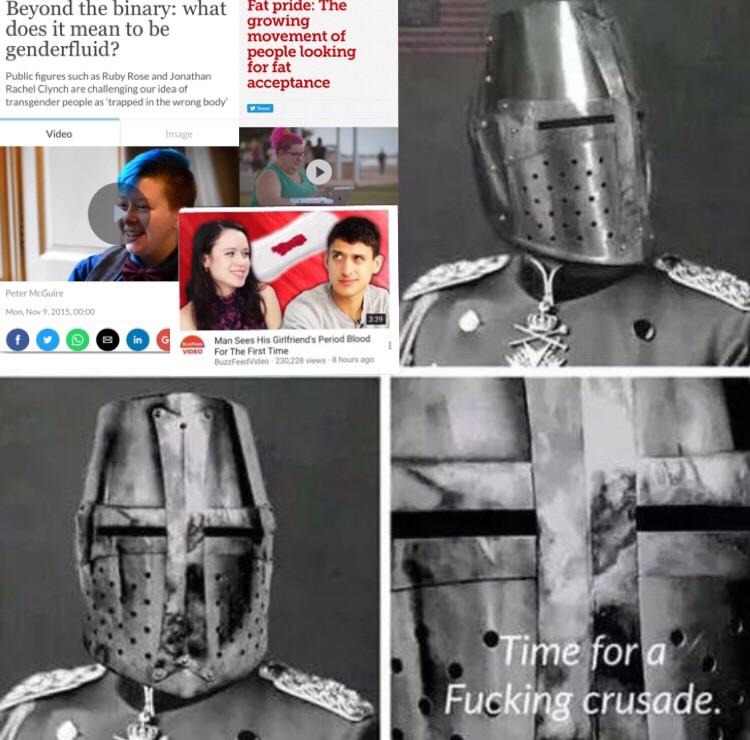 Beyond the binary: what
does it mean to be
genderfluid?
Public figures such as Ruby Rose and Jonathan
Rachel Clynch are challenging our idea of
transgender people as 'trapped in the wrong body'
Video
Image
Peter McGuire
Mon, Nov 9, 2015, 00:00
f
in
G
Fat pride: The
growing
movement of
people looking
for fat
acceptance
Tweet
3:39
BuzzFeed
VIDEO
Man Sees His Girlfriend's Period Blood
For The First Time
BuzzFeedVideo · 230,228 views · 8 hours ago
Time for a
Fucking crusade.